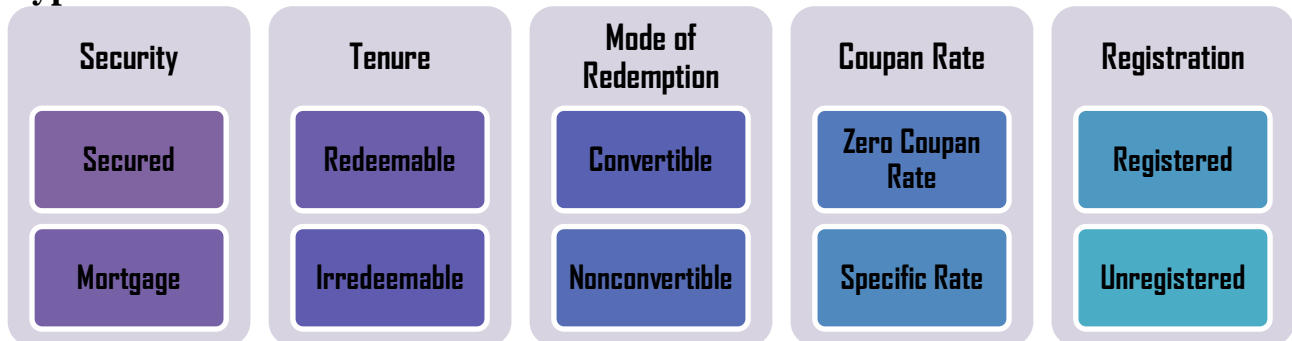 Security
Secured
Mortgage
Tenure
Redeemable
Irredeemable
Mode of
Redemption
Convertible
Nonconvertible
Coupan Rate
Zero Coupan
Rate
Specific Rate
Registration
Registered
Unregistered